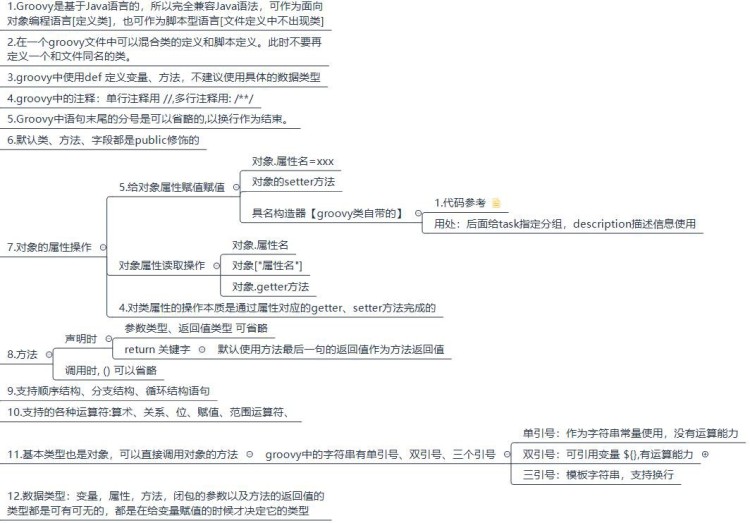 1.Groovy是基于Java语言的，所以完全兼容Java语法，可作为面向
对象编程语言[定义类]，也可作为脚本型语言[文件定义中不出现类]
2.在一个groovy文件中可以混合类的定义和脚本定义。此时不要再
定义一个和文件同名的类。
3.groovy中使用def 定义变量、方法，不建议使用具体的数据类型
4.groovy中的注释：单行注释用 //,多行注释用: /**/
5.Groovy中语句末尾的分号是可以省略的,以换行作为结束。
6.默认类、方法、字段都是public修饰的
7.对象的属性操作
5.给对象属性赋值赋值
对象.属性名=xxx
对象的setter方法
具名构造器【groovy类自带的】
1.代码参考
用处：后面给task指定分组，description描述信息使用
对象属性读取操作
对象.属性名
对象["属性名"]
对象.getter方法
4.对类属性的操作本质是通过属性对应的getter、setter方法完成的
8.方法
声明时
参数类型、返回值类型 可省略
return 关键字
默认使用方法最后一句的返回值作为方法返回值
调用时, () 可以省略
9.支持顺序结构、分支结构、循环结构语句
10.支持的各种运算符:算术、关系、位、赋值、范围运算符、
11.基本类型也是对象，可以直接调用对象的方法
groovy中的字符串有单引号、双引号、三个引号
单引号：作为字符串常量使用，没有运算能力
双引号：可引用变量 ${},有运算能力
三引号：模板字符串，支持换行
12.数据类型：变量，属性，方法，闭包的参数以及方法的返回值的
类型都是可有可无的，都是在给变量赋值的时候才决定它的类型